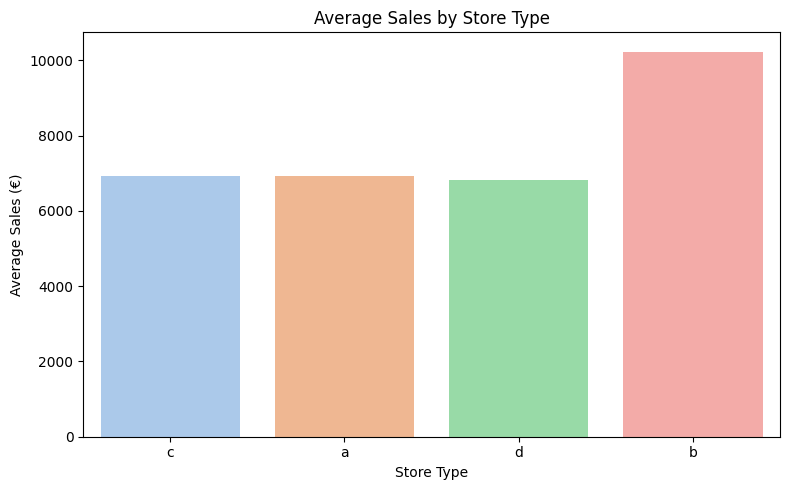 Average Sales by Store Type
Average Sales (€)
10000
8000
6000
4000
2000
0
c a d b
Store Type